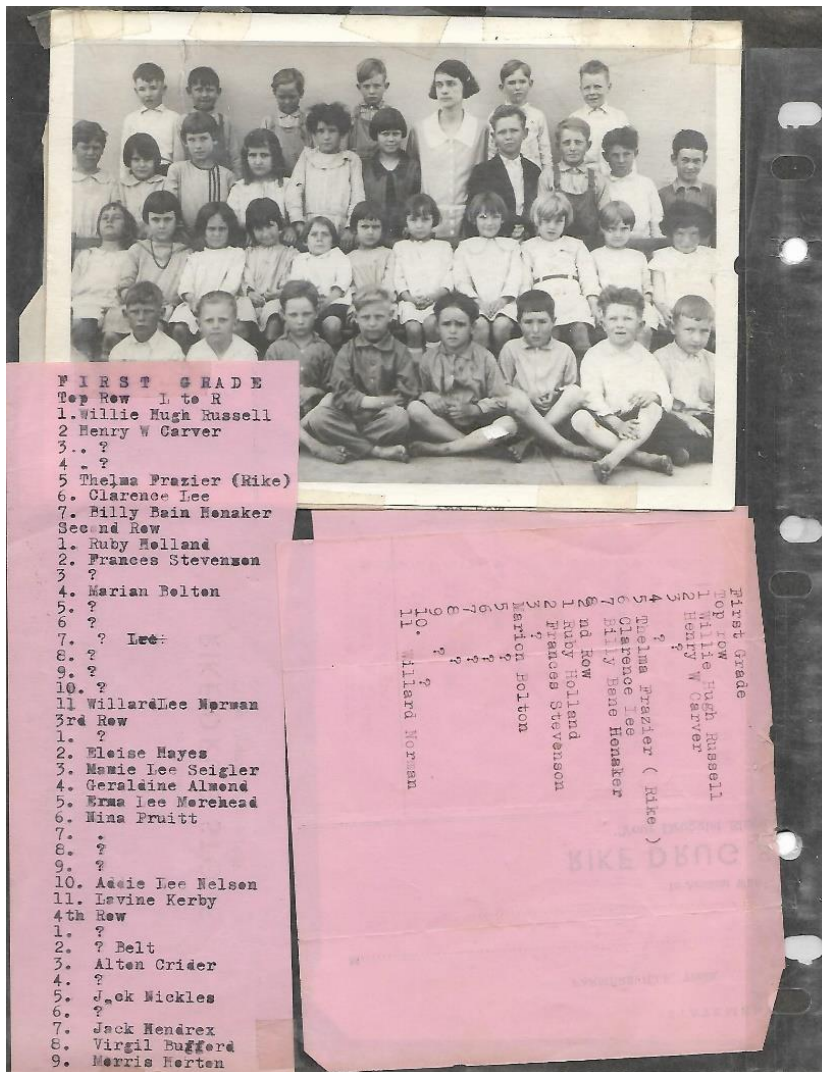 FIRST GRADE
Top Row L to R
1.Willie Hugh Russell
2 Henry W Carver
3.. ?
4 . ?
5 Thelma Frazier (Rike)
6. Clarence Lee
7. Billy Bain Honaker
Second Row
1. Ruby Holland
2. Frances Stevenson
3 ?
4. Marian Bolton
5. ?
6 ?
7. ? Lee
8. ?
9. ?
10. ?
11 WillardLee Norman
3rd Row
1. ?
2. Eloise Hayes
3. Mamie Lee Seigler
4. Geraldine Almond
5. Erma Lee Morehead
6. Nina Pruitt
7. .
8. ?
9. ?
10. Addie Lee Nelson
11. Lavine Kerby
4th Row
1. ?
2. ? Belt
3. Alton Crider
4. ?
5. Jack Nickles
6. ?
7. Jack Hendrex
8. Virgil Bufford
9. Morris Horton
First Grade
Top row
1 Willie Hugh Russell
2 Henry W Carver
3 ?
4 ?
5 Thelma Frazier ( Rike )
6 Clarence Lee
7 Billy Bane Honaker
8
2nd Row
1 Ruby Holland
2 Frances Stevenson
3 ?
Marion Bolton
5 ?
6 ?
7 ?
8 ?
9 ?
10. ?
11 Willard Norman
RIKE DRUG